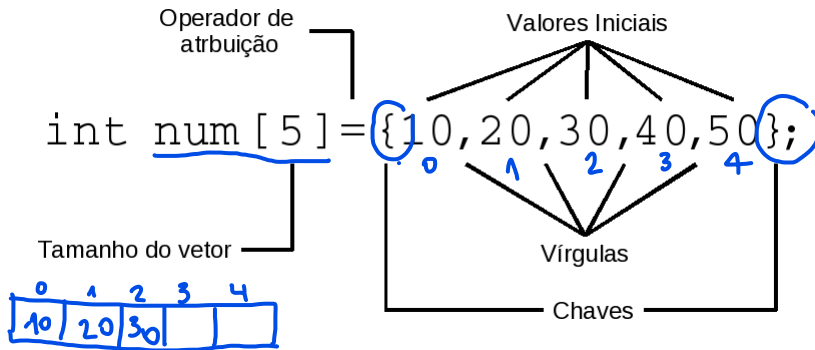 Operador de
atrbuição
Valores Iniciais
int num[5]={10,20,30,40,50};
0 1 2 3 4
Tamanho do vetor
Vírgulas
Chaves
0 1 2 3 4
10 20 30